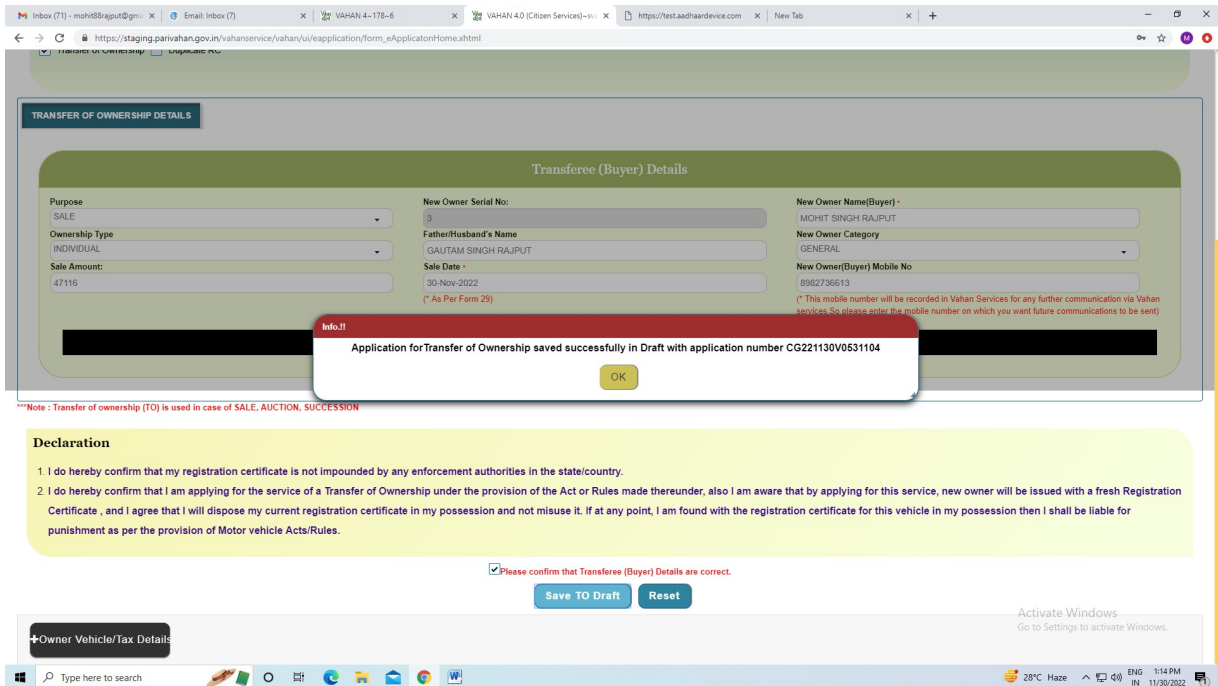 Inbox (71) - mohit88rajput@gma
Email: Inbox (7)
VAHAN 4~178~6
VAHAN 4.0 (Citizen Services)~sv
https://test.aadhaardevice.com
New Tab
https://staging.parivahan.gov.in/vahanservice/vahan/ui/eapplication/form_eApplicatonHome.xhtml
M
Transfer of Ownership Duplicate RC
TRANSFER OF OWNERSHIP DETAILS
Transferee (Buyer) Details
Purpose New Owner Serial No: New Owner Name(Buyer) *
SALE 3 MOHIT SINGH RAJPUT
Ownership Type Father/Husband's Name New Owner Category
INDIVIDUAL GAUTAM SINGH RAJPUT GENERAL
Sale Amount: Sale Date * New Owner(Buyer) Mobile No
47116 30-Nov-2022 8982736613
(* As Per Form 29) (* This mobile number will be recorded in Vahan Services for any further communication via Vahan
services.So please enter the mobile number on which you want future communications to be sent)
Info.!!
Application forTransfer of Ownership saved successfully in Draft with application number CG221130V0531104
OK
***Note : Transfer of ownership (TO) is used in case of SALE, AUCTION, SUCCESSION
Declaration
1. I do hereby confirm that my registration certificate is not impounded by any enforcement authorities in the state/country.
2. I do hereby confirm that I am applying for the service of a Transfer of Ownership under the provision of the Act or Rules made thereunder, also I am aware that by applying for this service, new owner will be issued with a fresh Registration
Certificate , and I agree that I will dispose my current registration certificate in my possession and not misuse it. If at any point, I am found with the registration certificate for this vehicle in my possession then I shall be liable for
punishment as per the provision of Motor vehicle Acts/Rules.
Please confirm that Transferee (Buyer) Details are correct.
Save TO Draft Reset
+Owner Vehicle/Tax Details
Activate Windows
Go to Settings to activate Windows.
Type here to search
28°C Haze
ENG 1:14 PM
IN 11/30/2022